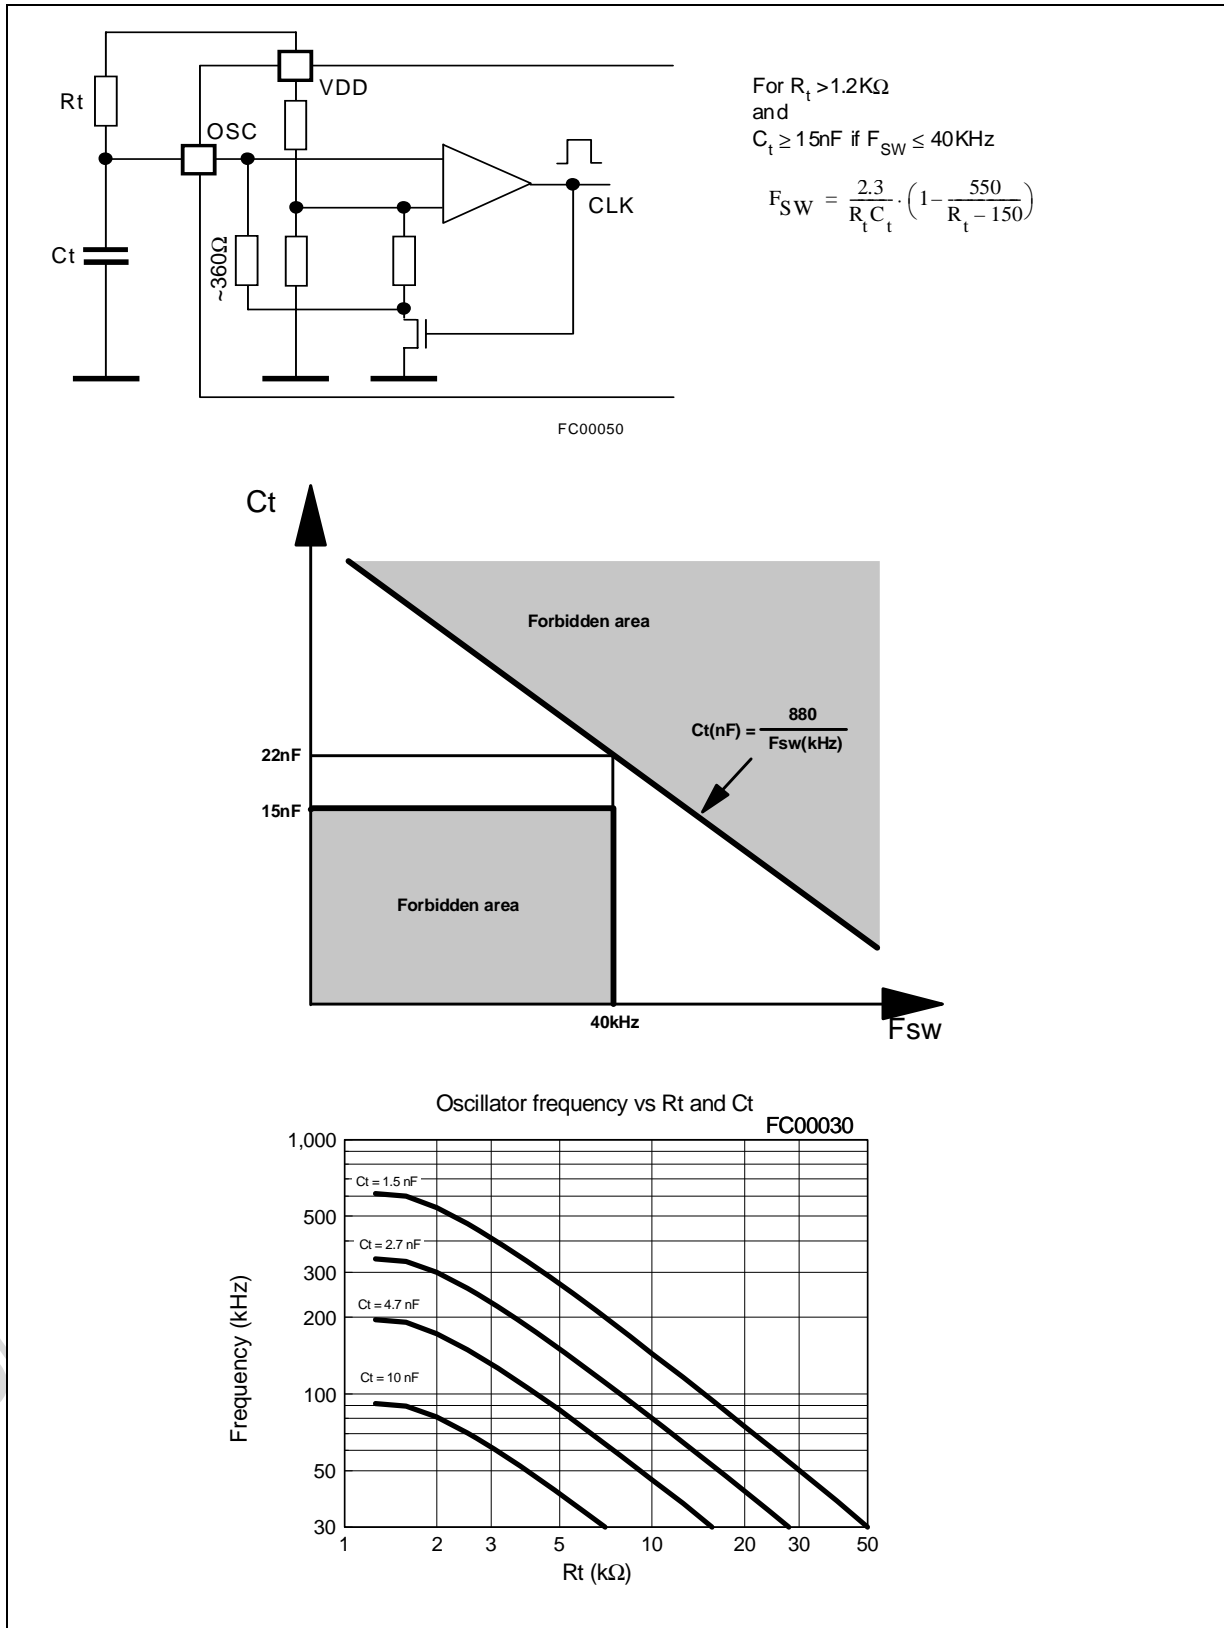 Rt
VDD
OSC
Ct
~360Ω
CLK
FC00050
For Rt >1.2KΩ
and
Ct ≥ 15nF if FSW ≤ 40KHz
FSW = 2.3 / RtCt · (1 − 550 / Rt − 150)
Ct
Forbidden area
Ct(nF) = 880 / Fsw(kHz)
22nF
15nF
Forbidden area
40kHz
Fsw
Oscillator frequency vs Rt and Ct
FC00030
1,000
Ct = 1.5 nF
500
Ct = 2.7 nF
300
Ct = 4.7 nF
200
Ct = 10 nF
100
50
30
Frequency (kHz)
1 2 3 5 10 20 30 50
Rt (kΩ)